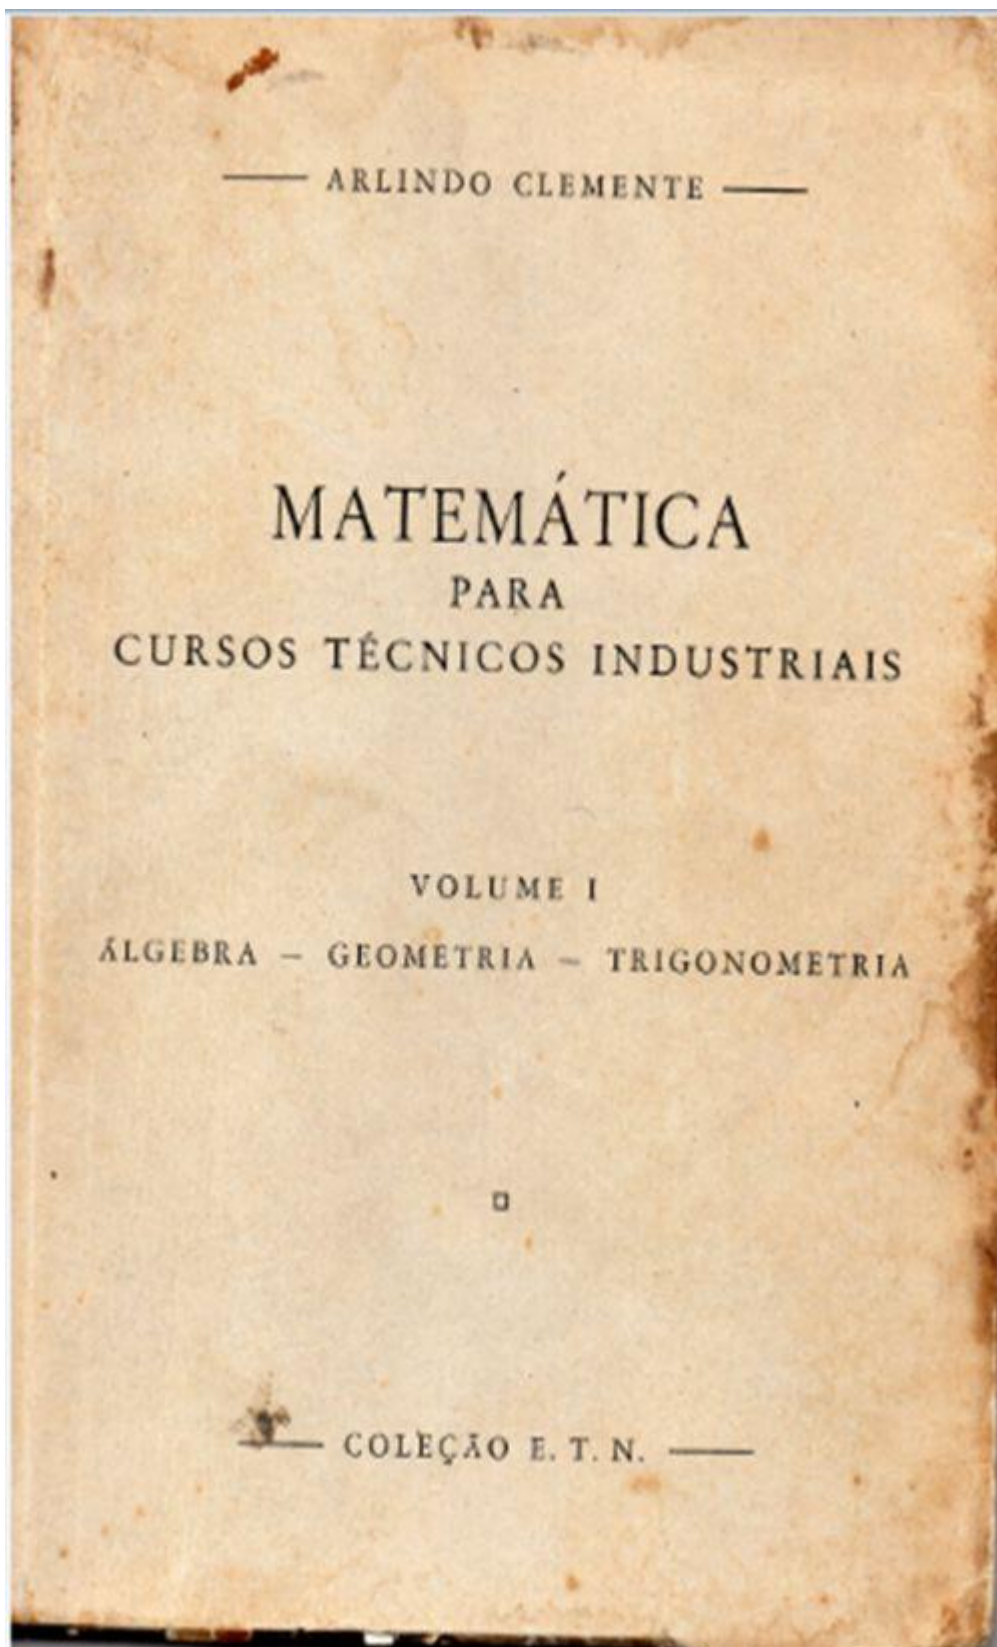 ARLINDO CLEMENTE
MATEMÁTICA
PARA
CURSOS TÉCNICOS INDUSTRIAIS
VOLUME I
ÁLGEBRA – GEOMETRIA – TRIGONOMETRIA
COLEÇÃO E. T. N.